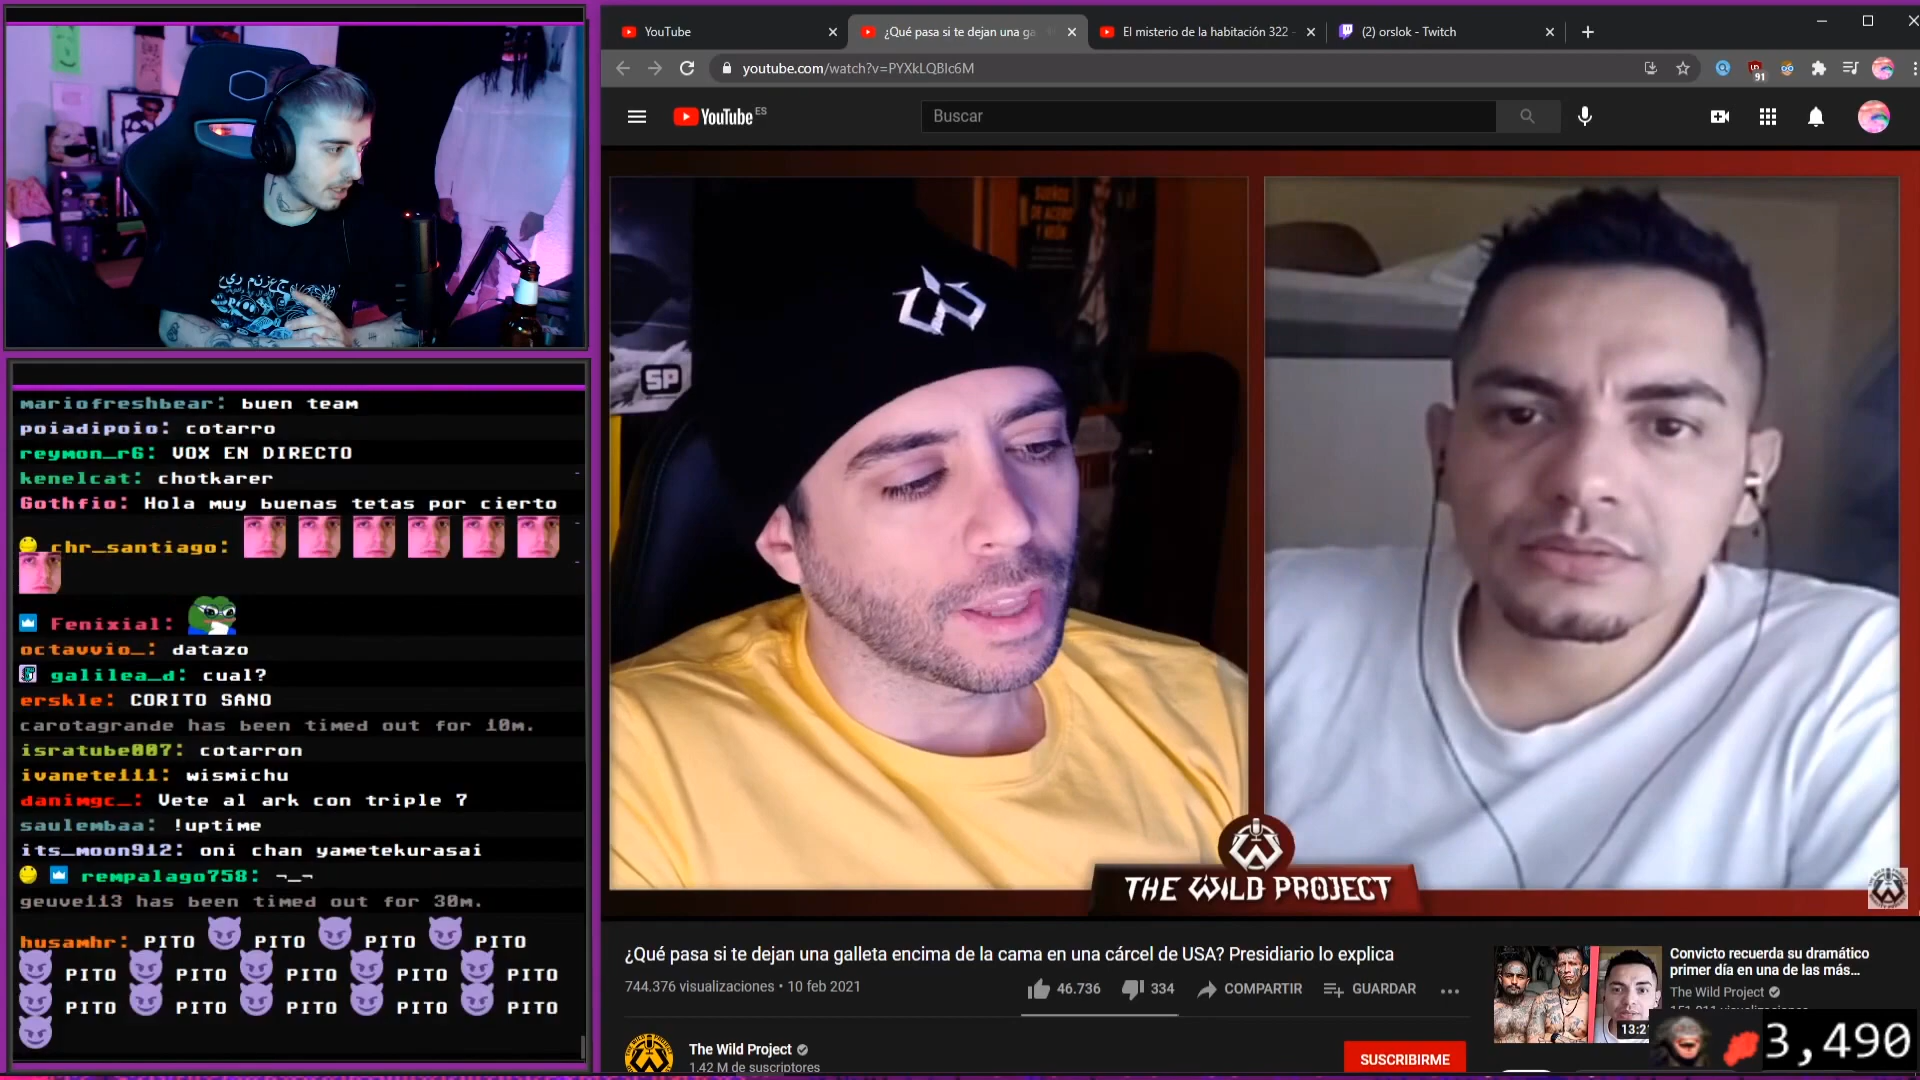 mariofreshbear: buen team
poiadipoio: cotarro
reymon_r6: VOX EN DIRECTO
kenelcat: chotkarer
Gothfio: Hola muy buenas tetas por cierto
chr_santiago:
Fenixial:
octavvio_: datazo
galilea_d: cual?
erskle: CORITO SANO
carotagrande has been timed out for 10m.
isratube007: cotarron
ivanete111: wismichu
danimgc_: Vete al ark con triple 7
saulembaa: !uptime
its_moon912: oni chan yametekurasai
rempalago758: ¬_¬
geuve113 has been timed out for 30m.
husamhr: PITO PITO PITO PITO
PITO PITO PITO PITO PITO
PITO PITO PITO PITO PITO
YouTube
¿Qué pasa si te dejan una ga
El misterio de la habitación 322 -
(2) orslok - Twitch
youtube.com/watch?v=PYXkLQBIc6M
91
YouTube ES
Buscar
SP
THE WILD PROJECT
¿Qué pasa si te dejan una galleta encima de la cama en una cárcel de USA? Presidiario lo explica
744.376 visualizaciones • 10 feb 2021
46.736
334
COMPARTIR
GUARDAR
The Wild Project
1.42 M de suscriptores
SUSCRIBIRME
Convicto recuerda su dramático
primer día en una de las más...
The Wild Project
13:2
3,490